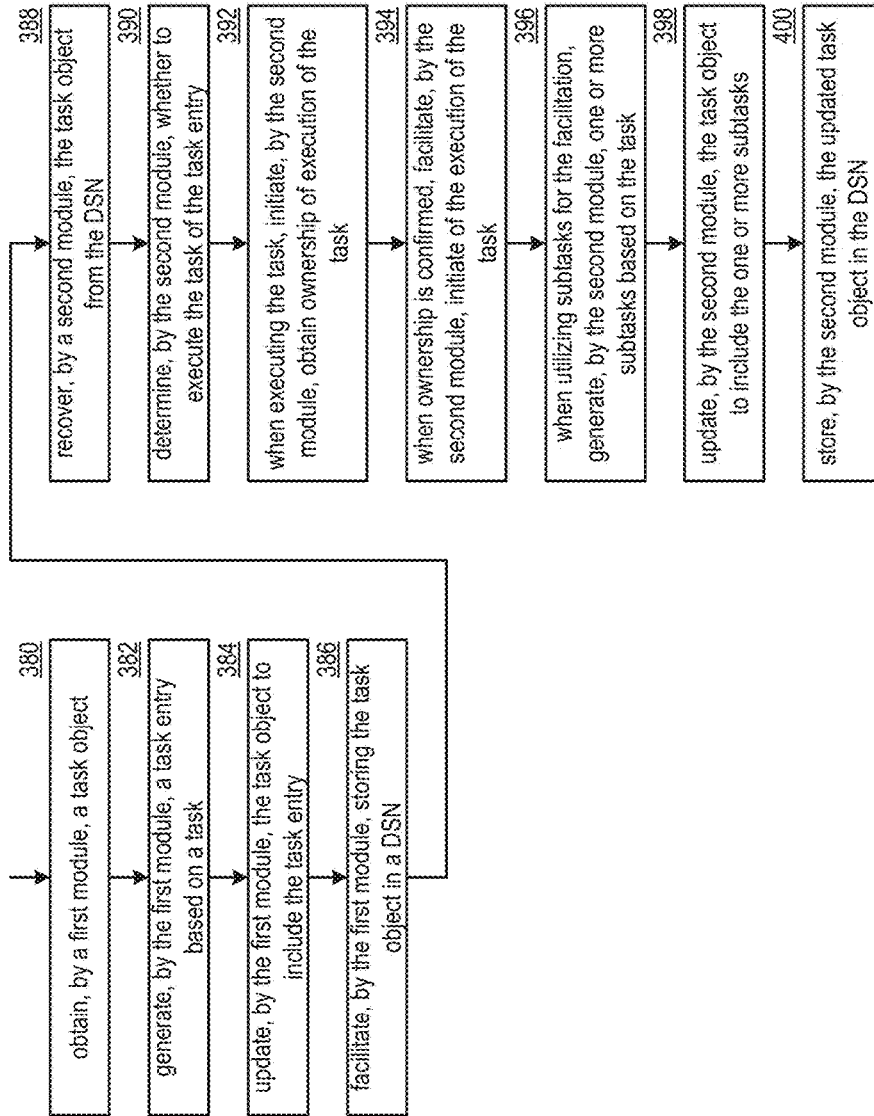 380
obtain, by a first module, a task object
382
generate, by the first module, a task entry
based on a task
384
update, by the first module, the task object to
include the task entry
386
facilitate, by the first module, storing the task
object in a DSN
388
recover, by a second module, the task object
from the DSN
390
determine, by the second module, whether to
execute the task of the task entry
392
when executing the task, initiate, by the second
module, obtain ownership of execution of the
task
394
when ownership is confirmed, facilitate, by the
second module, initiate of the execution of the
task
396
when utilizing subtasks for the facilitation,
generate, by the second module, one or more
subtasks based on the task
398
update, by the second module, the task object
to include the one or more subtasks
400
store, by the second module, the updated task
object in the DSN